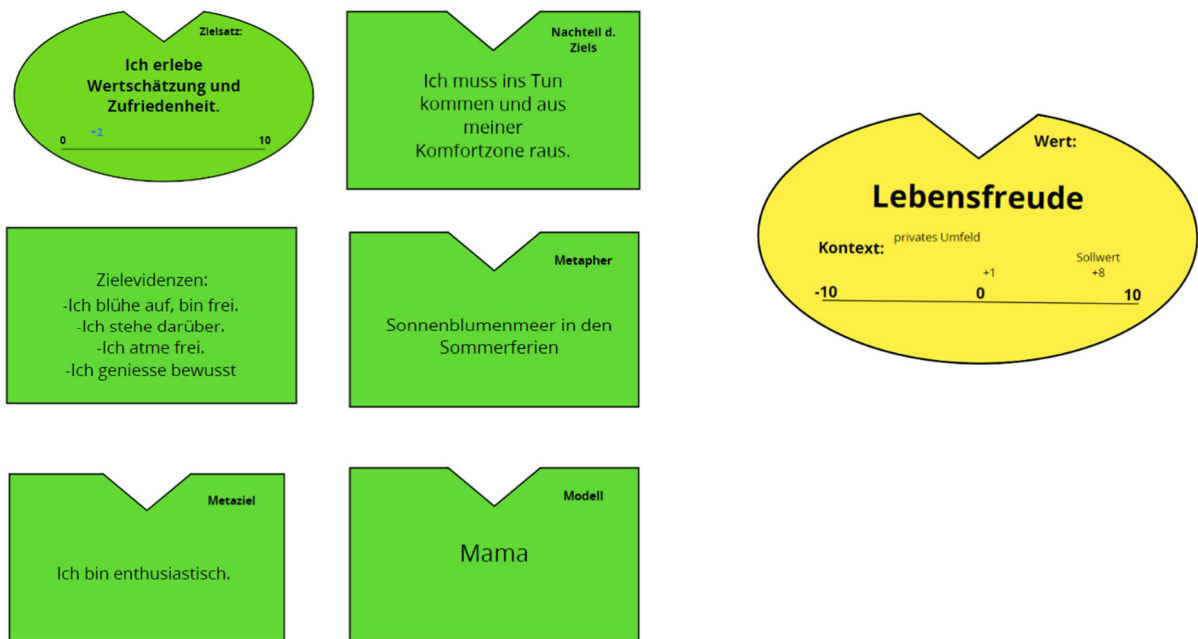 Zielsatz:
Ich erlebe
Wertschätzung und
Zufriedenheit.
+2
0 10
Nachteil d.
Ziels
Ich muss ins Tun
kommen und aus
meiner
Komfortzone raus.
Wert:
Lebensfreude
Kontext: privates Umfeld
Sollwert
+1 +8
-10 0 10
Zielevidenzen:
-Ich blühe auf, bin frei.
-Ich stehe darüber.
-Ich atme frei.
-Ich geniesse bewusst
Metapher
Sonnenblumenmeer in den
Sommerferien
Metaziel
Ich bin enthusiastisch.
Modell
Mama